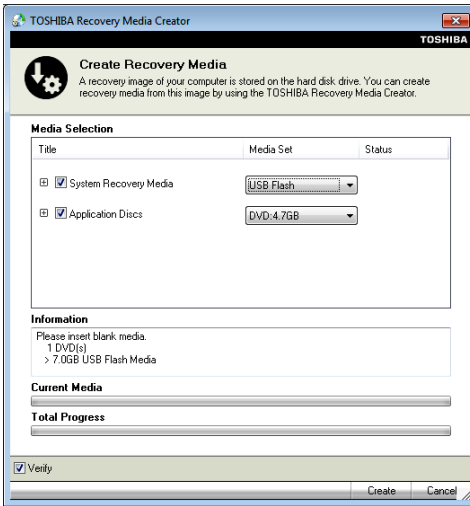 TOSHIBA Recovery Media Creator
TOSHIBA
Create Recovery Media
A recovery image of your computer is stored on the hard disk drive. You can create
recovery media from this image by using the TOSHIBA Recovery Media Creator.
Media Selection
Title Media Set Status
System Recovery Media USB Flash
Application Discs DVD:4.7GB
Information
Please insert blank media.
1 DVD(s)
> 7.0GB USB Flash Media
Current Media
Total Progress
Verify
Create Cancel